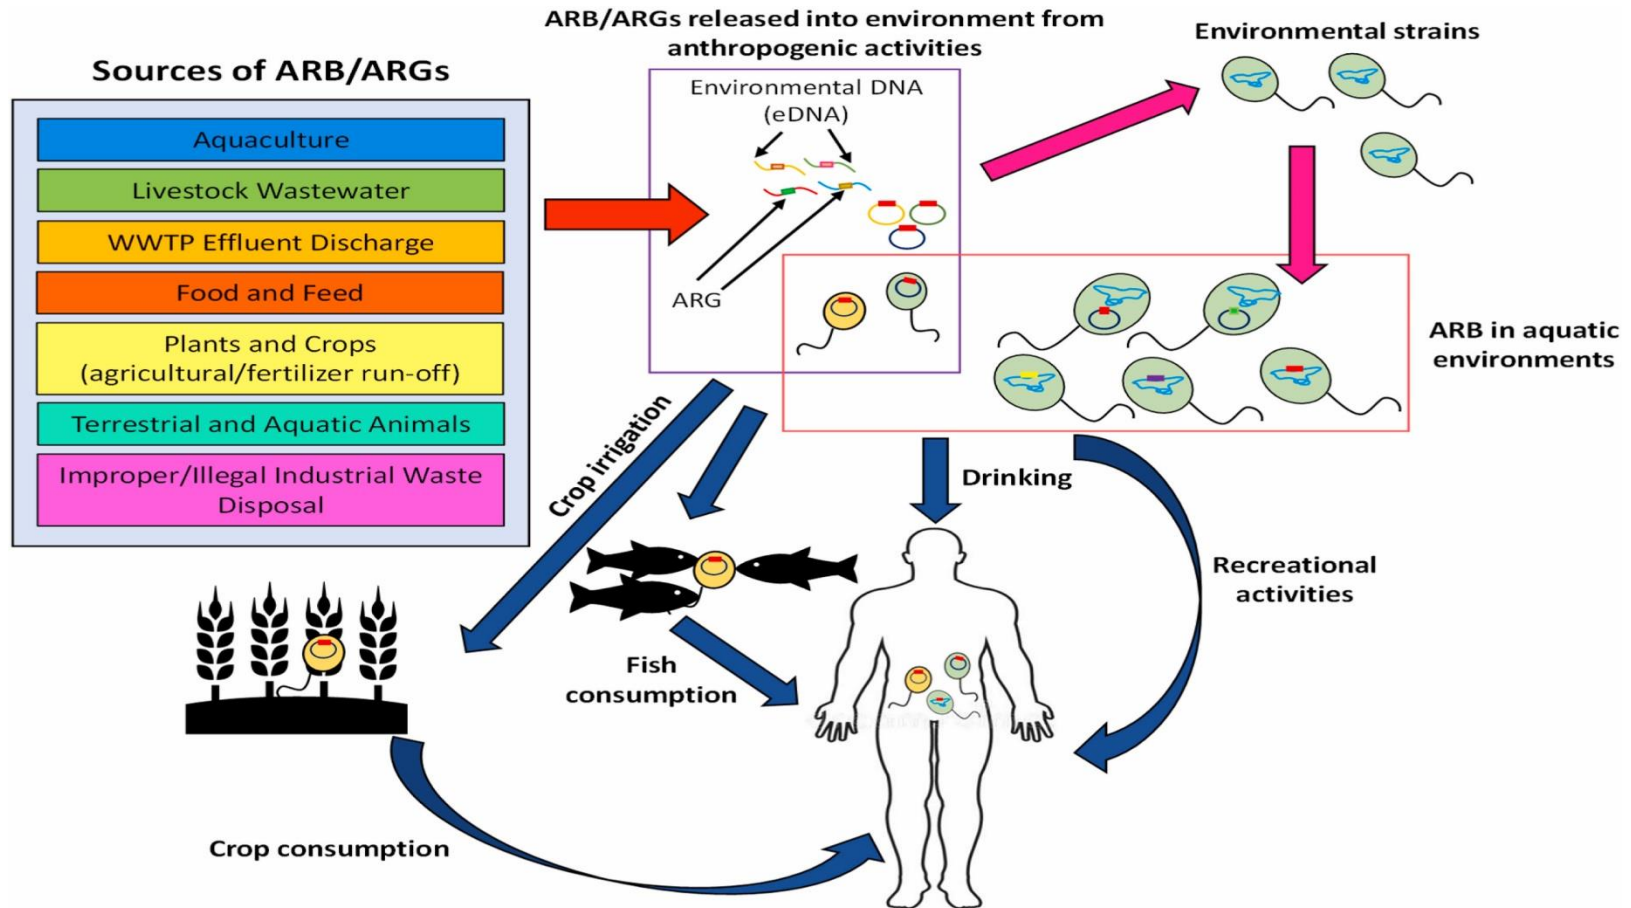 Sources of ARB/ARGs
Aquaculture
Livestock Wastewater
WWTP Effluent Discharge
Food and Feed
Plants and Crops
(agricultural/fertilizer run-off)
Terrestrial and Aquatic Animals
Improper/Illegal Industrial Waste
Disposal
ARB/ARGs released into environment from
anthropogenic activities
Environmental DNA
(eDNA)
ARG
Environmental strains
ARB in aquatic
environments
Crop irrigation
Drinking
Recreational
activities
Fish
consumption
Crop consumption